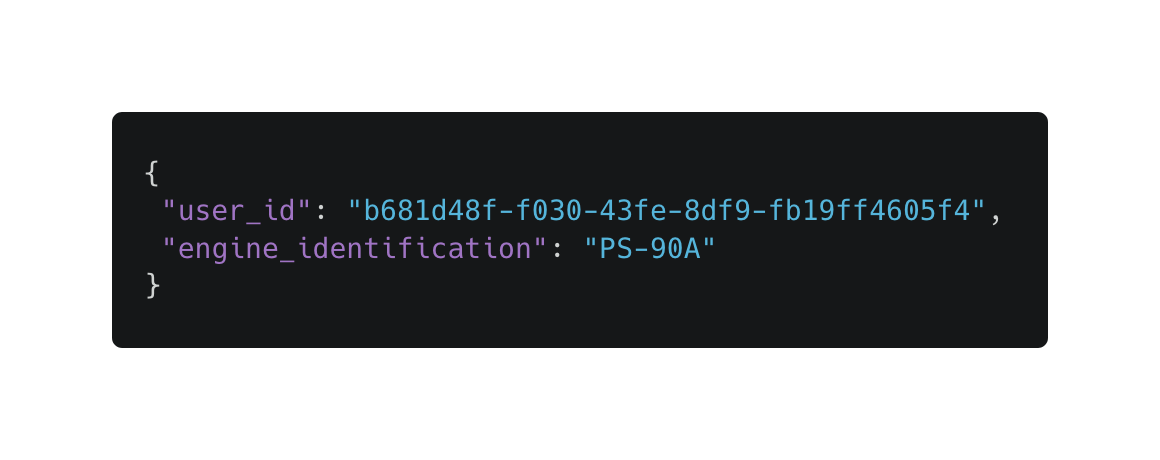 {
"user_id": "b681d48f-f030-43fe-8df9-fb19ff4605f4",
"engine_identification": "PS-90A"
}